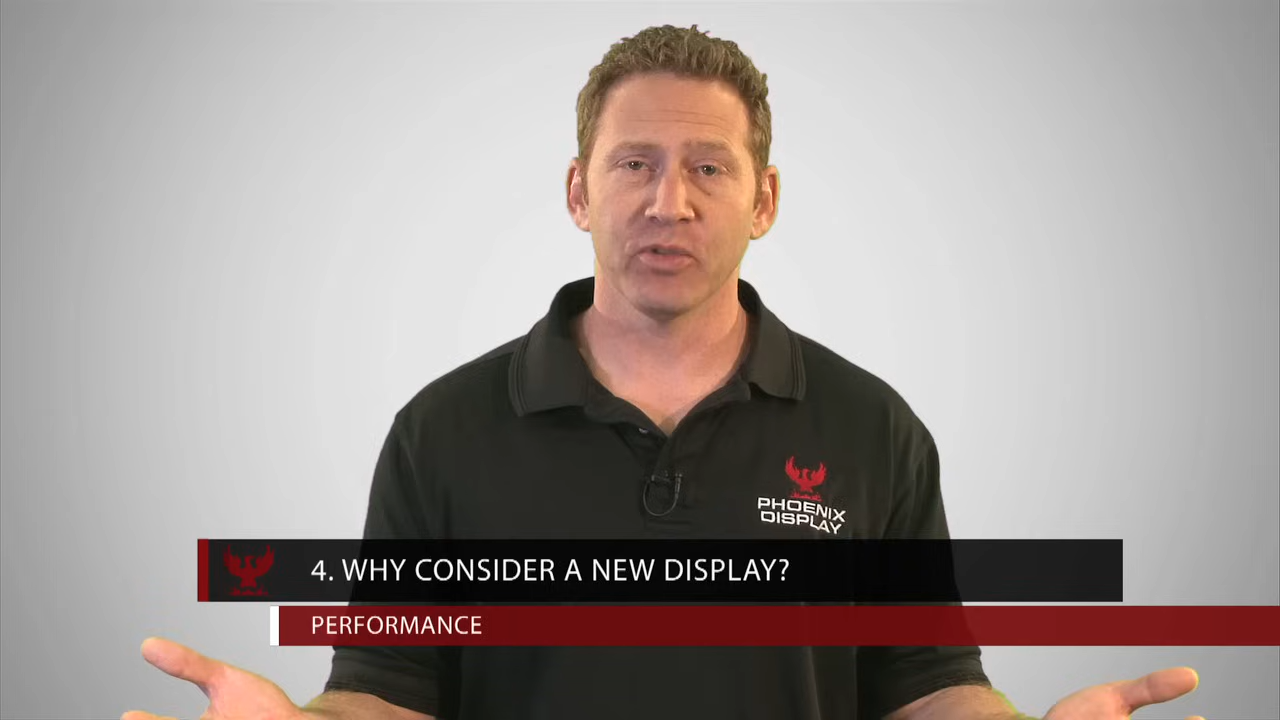 PHOENIX
DISPLAY
4. WHY CONSIDER A NEW DISPLAY?
PERFORMANCE